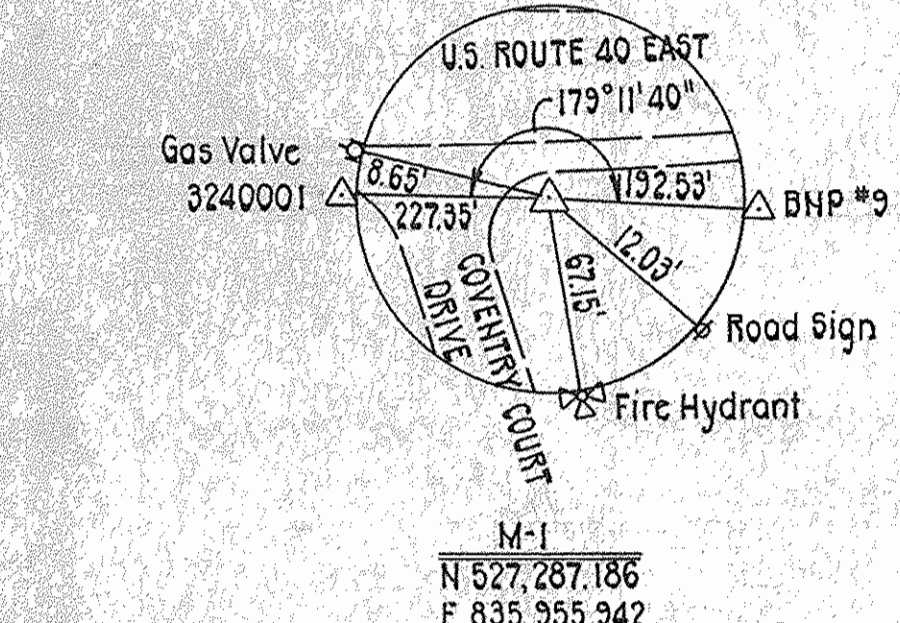 U.S. ROUTE 40 EAST
179°11'40"
Gas Valve
3240001
8.65'
227.35'
1192.53'
BNP #9
12.03'
67.15'
COVENTRY COURT
DRIVE
Road Sign
Fire Hydrant
M-1
N 527,287.186
E 835,955.942